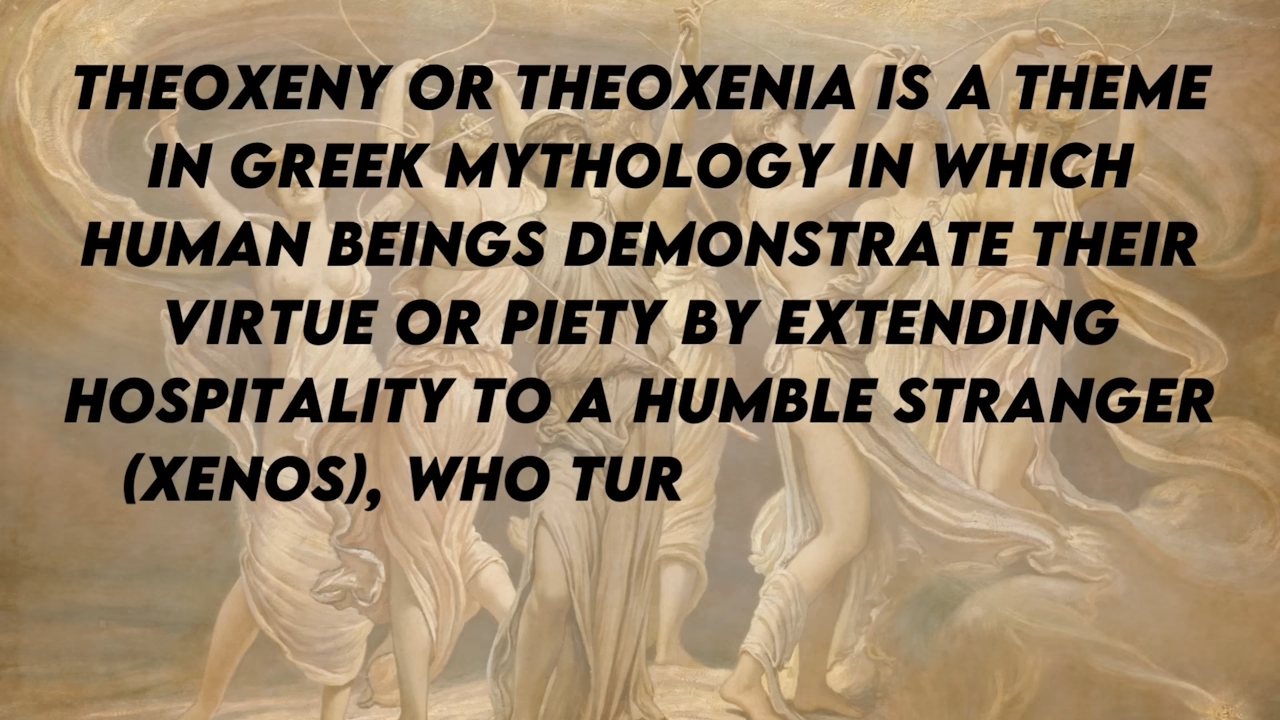 THEOXENY OR THEOXENIA IS A THEME
IN GREEK MYTHOLOGY IN WHICH
HUMAN BEINGS DEMONSTRATE THEIR
VIRTUE OR PIETY BY EXTENDING
HOSPITALITY TO A HUMBLE STRANGER
(XENOS), WHO TUR